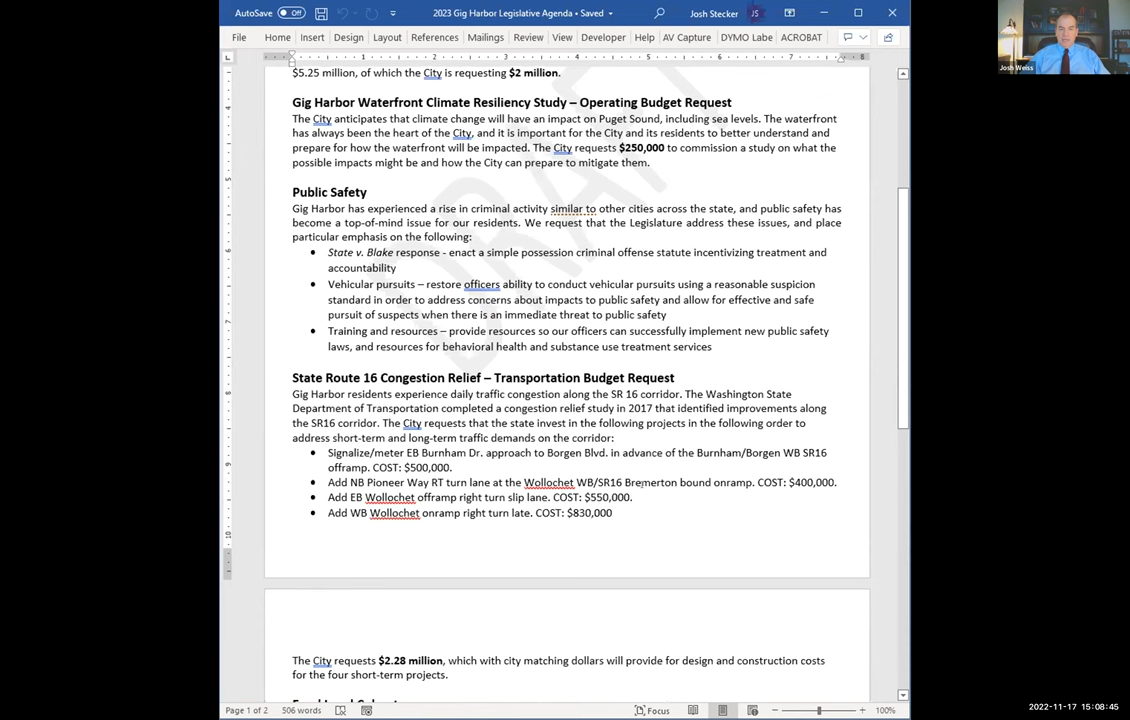 AutoSave Off 2023 Gig Harbor Legislative Agenda • Saved Josh Stecker JS
File Home Insert Design Layout References Mailings Review View Developer Help AV Capture DYMO Labe ACROBAT
Josh Weiss
1 2 3 4 5 6 7 8
$5.25 million, of which the City is requesting $2 million.
Gig Harbor Waterfront Climate Resiliency Study – Operating Budget Request
The City anticipates that climate change will have an impact on Puget Sound, including sea levels. The waterfront
has always been the heart of the City, and it is important for the City and its residents to better understand and
prepare for how the waterfront will be impacted. The City requests $250,000 to commission a study on what the
possible impacts might be and how the City can prepare to mitigate them.
Public Safety
Gig Harbor has experienced a rise in criminal activity similar to other cities across the state, and public safety has
become a top-of-mind issue for our residents. We request that the Legislature address these issues, and place
particular emphasis on the following:
• State v. Blake response - enact a simple possession criminal offense statute incentivizing treatment and
accountability
• Vehicular pursuits – restore officers ability to conduct vehicular pursuits using a reasonable suspicion
standard in order to address concerns about impacts to public safety and allow for effective and safe
pursuit of suspects when there is an immediate threat to public safety
• Training and resources – provide resources so our officers can successfully implement new public safety
laws, and resources for behavioral health and substance use treatment services
DRAFT
State Route 16 Congestion Relief – Transportation Budget Request
Gig Harbor residents experience daily traffic congestion along the SR 16 corridor. The Washington State
Department of Transportation completed a congestion relief study in 2017 that identified improvements along
the SR16 corridor. The City requests that the state invest in the following projects in the following order to
address short-term and long-term traffic demands on the corridor:
• Signalize/meter EB Burnham Dr. approach to Borgen Blvd. in advance of the Burnham/Borgen WB SR16
offramp. COST: $500,000.
• Add NB Pioneer Way RT turn lane at the Wollochet WB/SR16 Bremerton bound onramp. COST: $400,000.
• Add EB Wollochet offramp right turn slip lane. COST: $550,000.
• Add WB Wollochet onramp right turn late. COST: $830,000
The City requests $2.28 million, which with city matching dollars will provide for design and construction costs
for the four short-term projects.
Page 1 of 2 506 words Focus 100%
2022-11-17 15:08:45